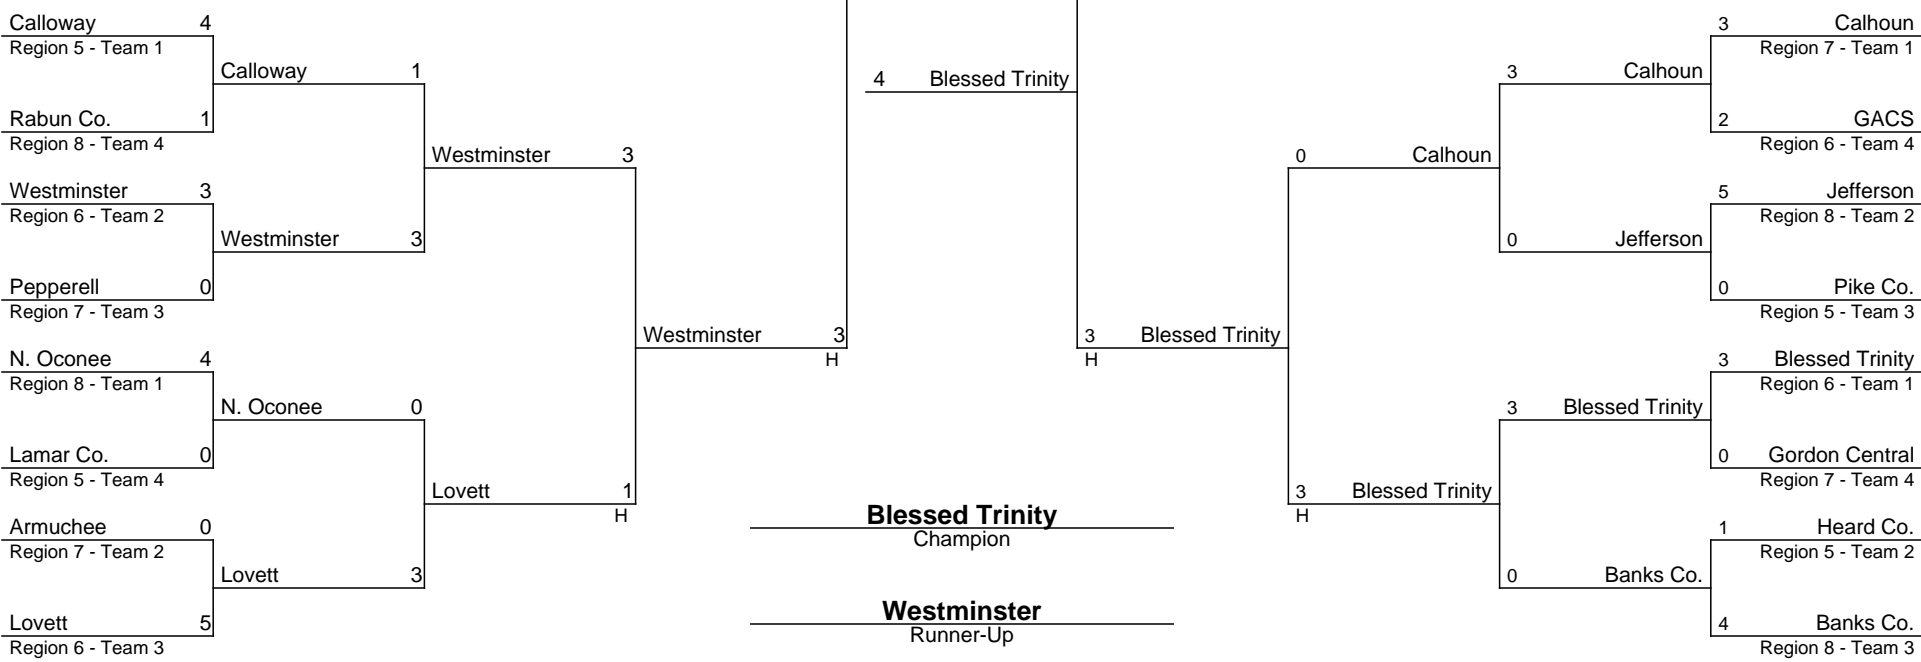 Calloway 4
Region 5 - Team 1
Rabun Co. 1
Region 8 - Team 4
Westminster 3
Region 6 - Team 2
Pepperell 0
Region 7 - Team 3
N. Oconee 4
Region 8 - Team 1
Lamar Co. 0
Region 5 - Team 4
Armuchee 0
Region 7 - Team 2
Lovett 5
Region 6 - Team 3
Calloway 1
Westminster 3
N. Oconee 0
Lovett 3
Westminster 3
Lovett 1
H
Westminster 3
H
4 Blessed Trinity
Blessed Trinity
Champion
Westminster
Runner-Up
3 Blessed Trinity
H
0 Calhoun
3 Blessed Trinity
H
3 Calhoun
0 Jefferson
3 Blessed Trinity
0 Banks Co.
3 Calhoun
Region 7 - Team 1
2 GACS
Region 6 - Team 4
5 Jefferson
Region 8 - Team 2
0 Pike Co.
Region 5 - Team 3
3 Blessed Trinity
Region 6 - Team 1
0 Gordon Central
Region 7 - Team 4
1 Heard Co.
Region 5 - Team 2
4 Banks Co.
Region 8 - Team 3